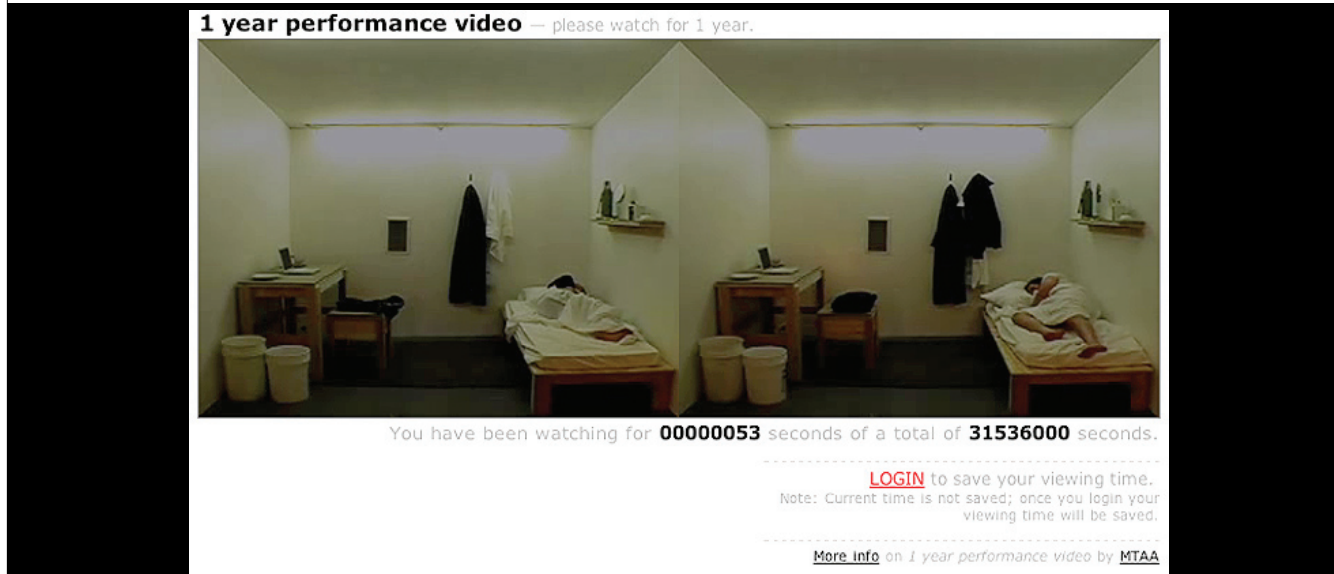 1 year performance video — please watch for 1 year.
You have been watching for 00000053 seconds of a total of 31536000 seconds.
LOGIN to save your viewing time.
Note: Current time is not saved; once you login your
viewing time will be saved.
More info on 1 year performance video by MTAA